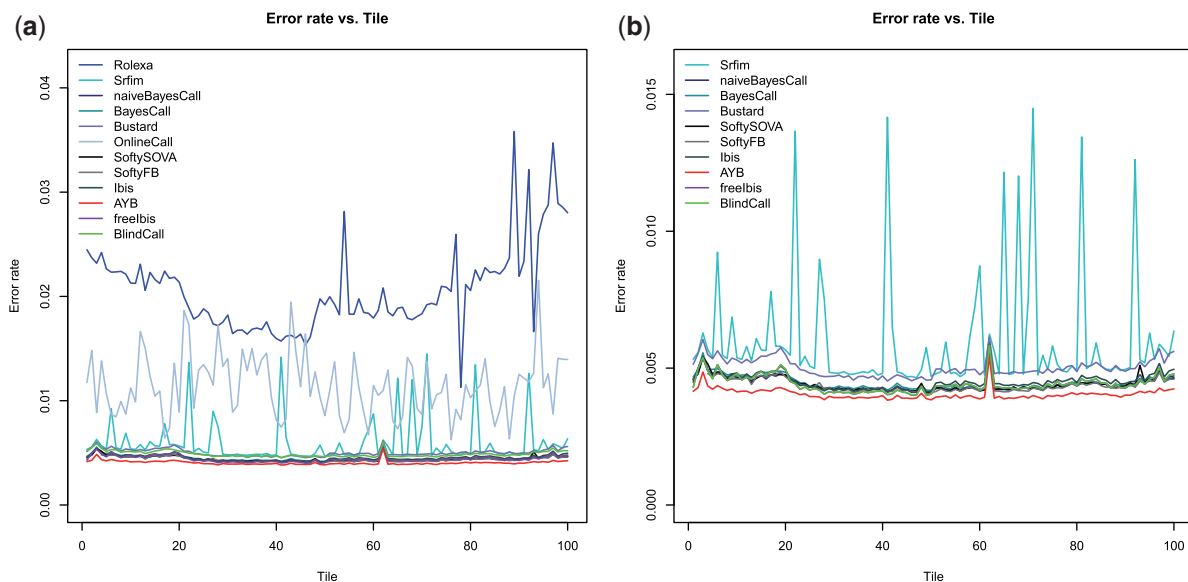 (a)
Error rate vs. Tile
Rolexa
Srfim
naiveBayesCall
BayesCall
Bustard
OnlineCall
SoftySOVA
SoftyFB
Ibis
AYB
freeIbis
BlindCall
Error rate
0.04
0.03
0.02
0.01
0.00
0 20 40 60 80 100
Tile
(b)
Error rate vs. Tile
Srfim
naiveBayesCall
BayesCall
Bustard
SoftySOVA
SoftyFB
Ibis
AYB
freeIbis
BlindCall
Error rate
0.015
0.010
0.005
0.000
0 20 40 60 80 100
Tile